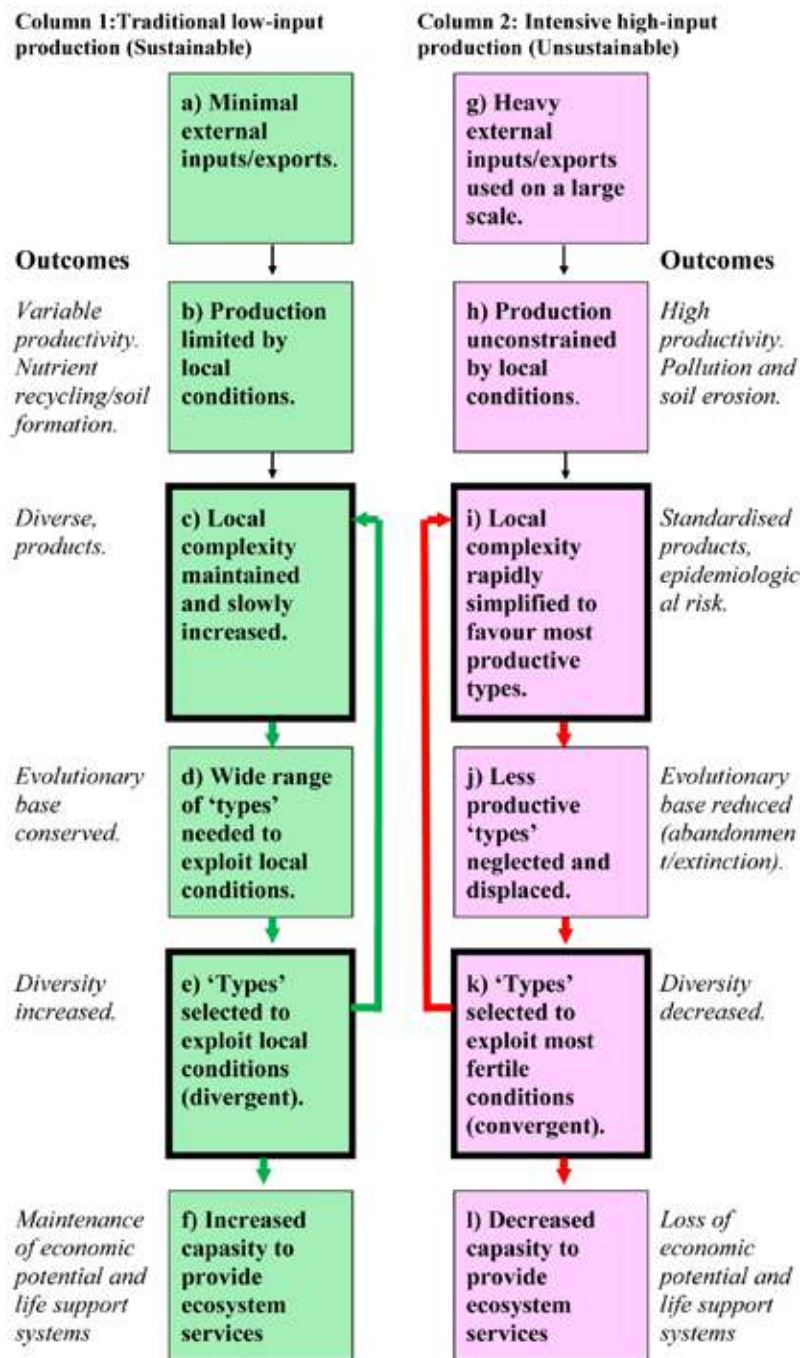 Column 1:Traditional low-input
production (Sustainable)
Column 2: Intensive high-input
production (Unsustainable)
a) Minimal
external
inputs/exports.
g) Heavy
external
inputs/exports
used on a large
scale.
Outcomes
Outcomes
Variable
productivity.
Nutrient
recycling/soil
formation.
b) Production
limited by
local
conditions.
h) Production
unconstrained
by local
conditions.
High
productivity.
Pollution and
soil erosion.
Diverse,
products.
c) Local
complexity
maintained
and slowly
increased.
i) Local
complexity
rapidly
simplified to
favour most
productive
types.
Standardised
products,
epidemiologic
al risk.
Evolutionary
base
conserved.
d) Wide range
of ‘types’
needed to
exploit local
conditions.
j) Less
productive
‘types’
neglected and
displaced.
Evolutionary
base reduced
(abandonmen
t/extinction).
Diversity
increased.
e) ‘Types’
selected to
exploit local
conditions
(divergent).
k) ‘Types’
selected to
exploit most
fertile
conditions
(convergent).
Diversity
decreased.
Maintenance
of economic
potential and
life support
systems
f) Increased
capasity to
provide
ecosystem
services
l) Decreased
capasity to
provide
ecosystem
services
Loss of
economic
potential and
life support
systems